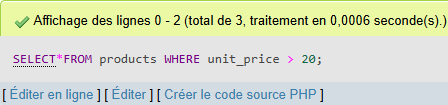 Affichage des lignes 0 - 2 (total de 3, traitement en 0,0006 seconde(s).)
SELECT*FROM products WHERE unit_price > 20;
[ Éditer en ligne ] [ Éditer ] [ Créer le code source PHP ]